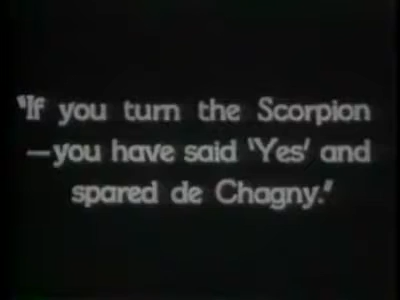 "If you turn the Scorpion
—you have said 'Yes' and
spared de Chagny."